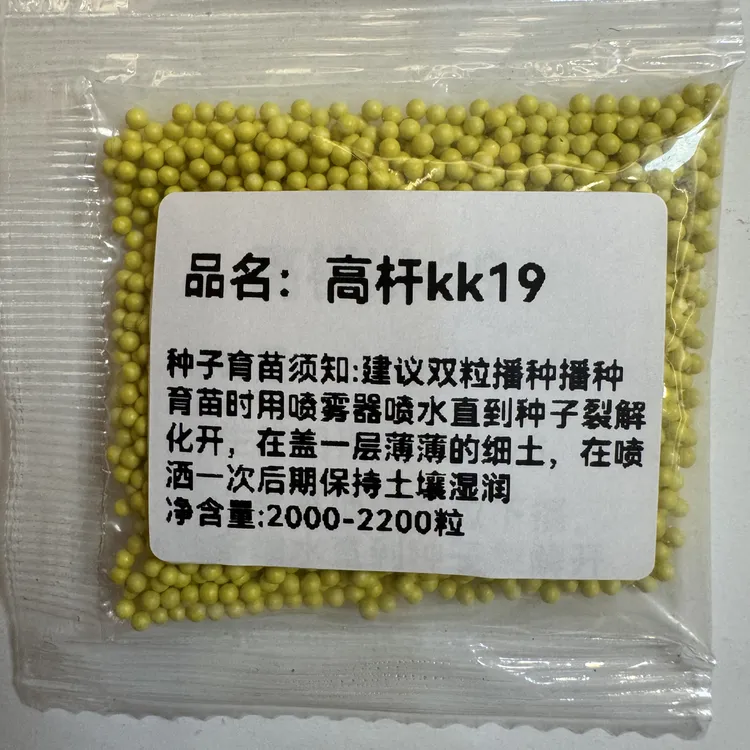 品名：高杆kk19
种子育苗须知:建议双粒播种播种
育苗时用喷雾器喷水直到种子裂解
化开，在盖一层薄薄的细土，在喷
洒一次后期保持土壤湿润
净含量:2000-2200粒